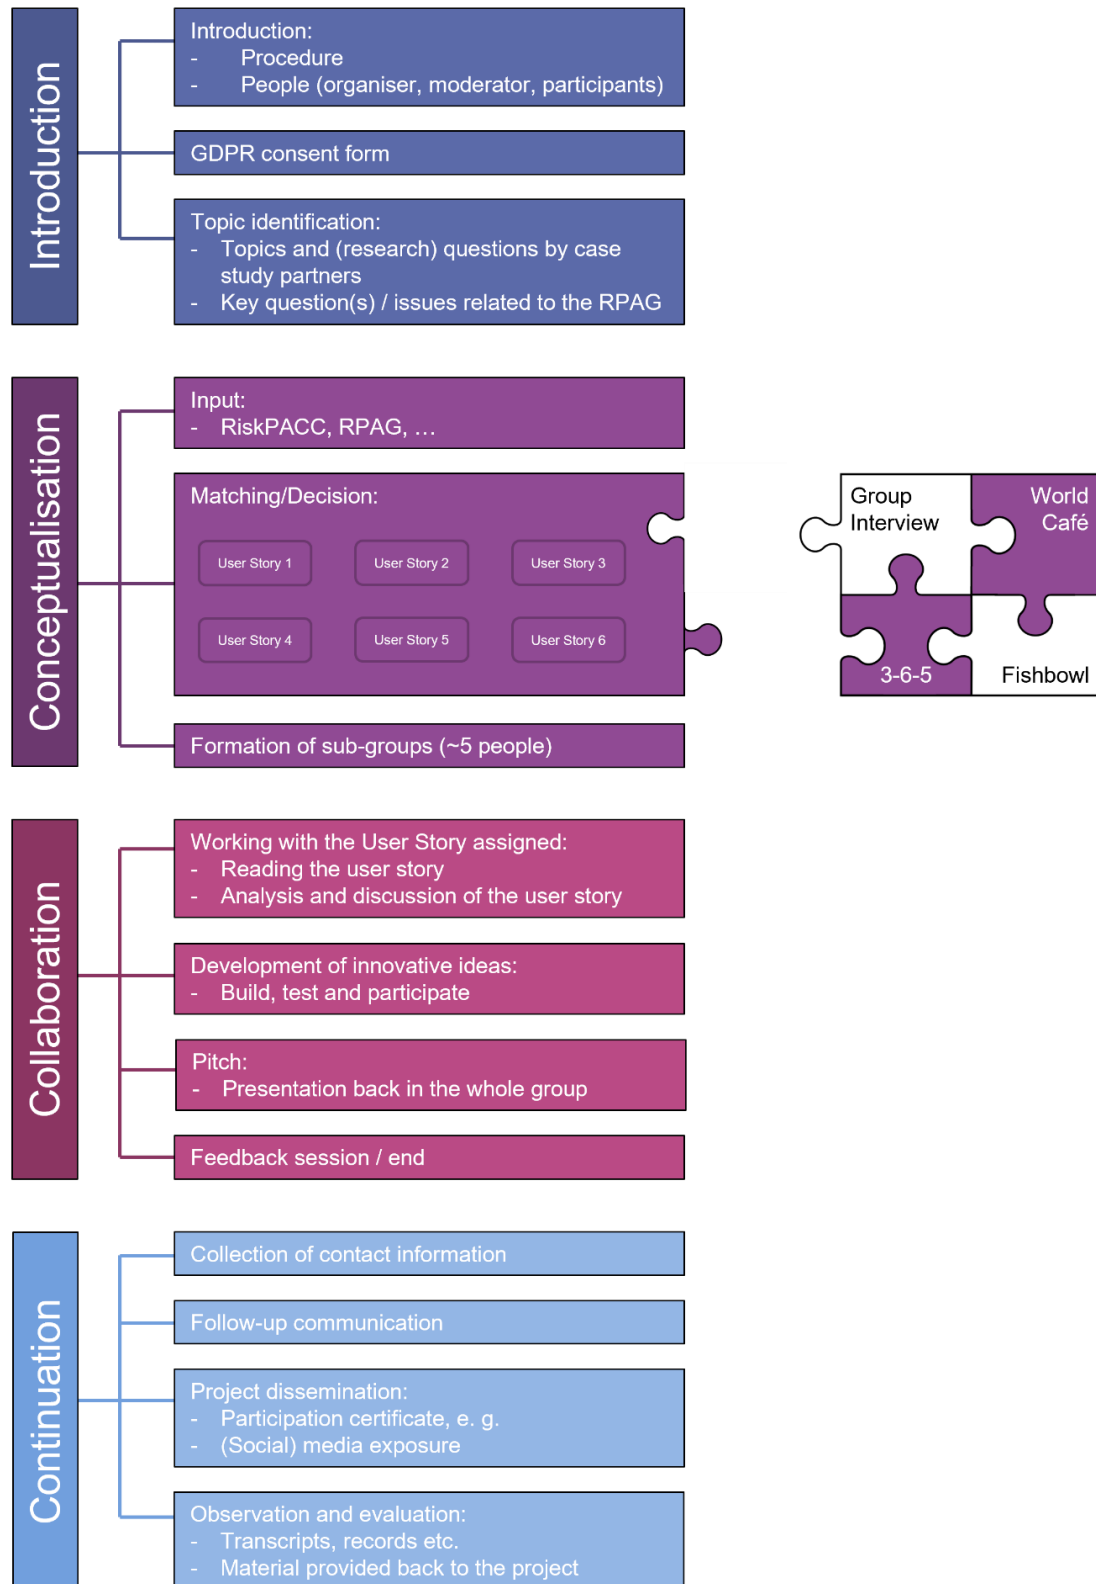 Introduction
Introduction:
- Procedure
- People (organiser, moderator, participants)
GDPR consent form
Topic identification:
- Topics and (research) questions by case
study partners
- Key question(s) / issues related to the RPAG
Conceptualisation
Input:
- RiskPACC, RPAG, …
Matching/Decision:
User Story 1
User Story 2
User Story 3
User Story 4
User Story 5
User Story 6
Group
Interview
World
Café
3-6-5
Fishbowl
Formation of sub-groups (~5 people)
Collaboration
Working with the User Story assigned:
- Reading the user story
- Analysis and discussion of the user story
Development of innovative ideas:
- Build, test and participate
Pitch:
- Presentation back in the whole group
Feedback session / end
Continuation
Collection of contact information
Follow-up communication
Project dissemination:
- Participation certificate, e. g.
- (Social) media exposure
Observation and evaluation:
- Transcripts, records etc.
- Material provided back to the project